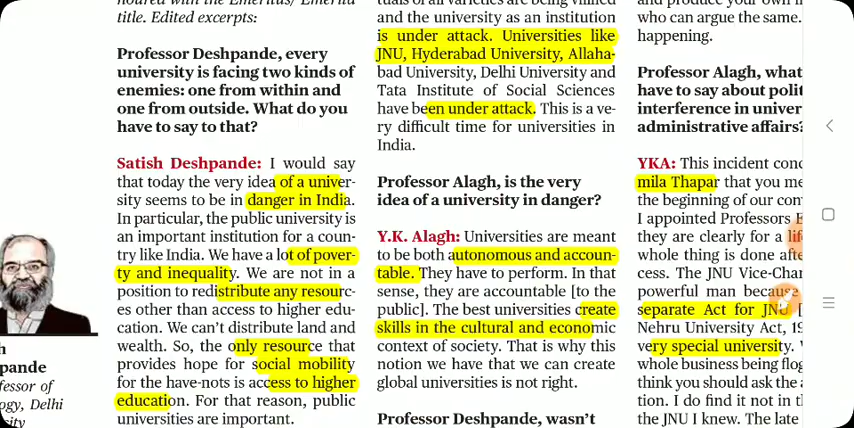 noured with the Emeritus/ Emerita
title. Edited excerpts:
Professor Deshpande, every
university is facing two kinds of
enemies: one from within and
one from outside. What do you
have to say to that?
Satish Deshpande: I would say
that today the very idea of a univer-
sity seems to be in danger in India.
In particular, the public university is
an important institution for a coun-
try like India. We have a lot of pover-
ty and inequality. We are not in a
position to redistribute any resourc-
es other than access to higher edu-
cation. We can't distribute land and
wealth. So, the only resource that
provides hope for social mobility
for the have-nots is access to higher
education. For that reason, public
universities are important.
h
pande
fessor of
ogy, Delhi
sity
tuals of all varieties are being vilified
and the university as an institution
is under attack. Universities like
JNU, Hyderabad University, Allaha-
bad University, Delhi University and
Tata Institute of Social Sciences
have been under attack. This is a ve-
ry difficult time for universities in
India.
Professor Alagh, is the very
idea of a university in danger?
Y.K. Alagh: Universities are meant
to be both autonomous and accoun-
table. They have to perform. In that
sense, they are accountable [to the
public]. The best universities create
skills in the cultural and economic
context of society. That is why this
notion we have that we can create
global universities is not right.
Professor Deshpande, wasn't
and produce your own
who can argue the same.
happening.
Professor Alagh, what
have to say about polit
interference in univer
administrative affairs?
YKA: This incident conc
mila Thapar that you me
the beginning of our con
I appointed Professors E
they are clearly for a life
whole thing is done afte
cess. The JNU Vice-Chan
powerful man because
separate Act for JNU [
Nehru University Act, 19
very special university.
whole business being flog
think you should ask the a
tion. I do find it not in th
the JNU I knew. The late